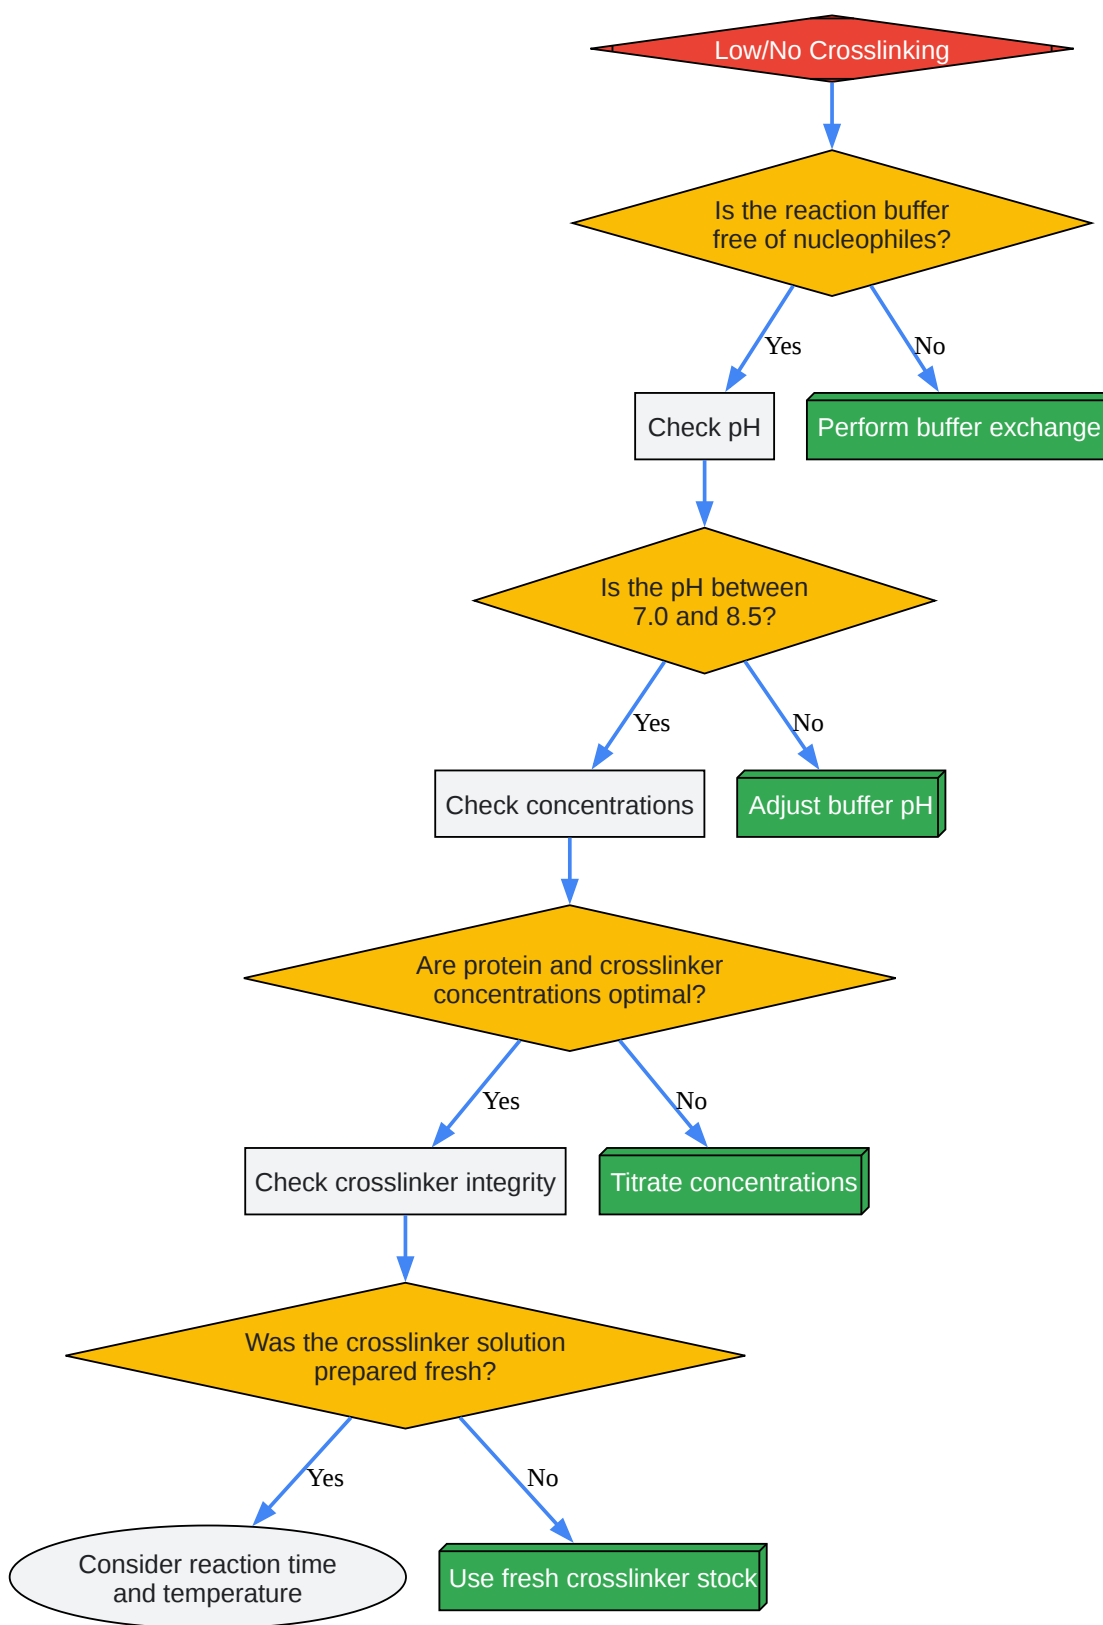 Low/No Crosslinking
Is the reaction buffer
free of nucleophiles?
Yes
No
Check pH
Perform buffer exchange
Is the pH between
7.0 and 8.5?
Yes
No
Check concentrations
Adjust buffer pH
Are protein and crosslinker
concentrations optimal?
Yes
No
Check crosslinker integrity
Titrate concentrations
Was the crosslinker solution
prepared fresh?
Yes
No
Consider reaction time
and temperature
Use fresh crosslinker stock